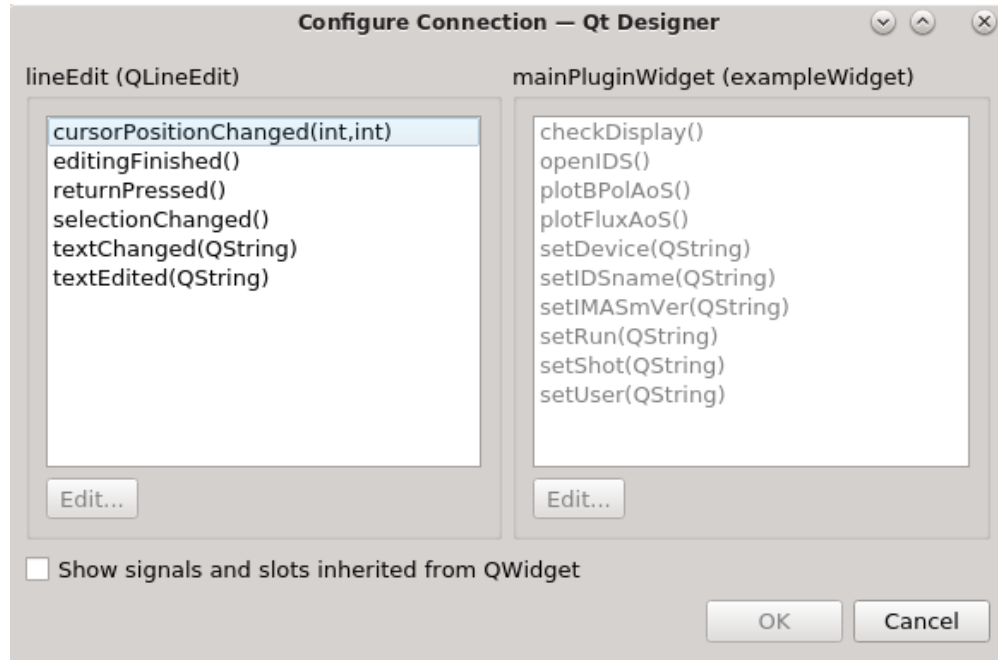 Configure Connection — Qt Designer
lineEdit (QLineEdit)
cursorPositionChanged(int,int)
editingFinished()
returnPressed()
selectionChanged()
textChanged(QString)
textEdited(QString)
Edit...
mainPluginWidget (exampleWidget)
checkDisplay()
openIDS()
plotBPolAoS()
plotFluxAoS()
setDevice(QString)
setIDSname(QString)
setIMASmVer(QString)
setRun(QString)
setShot(QString)
setUser(QString)
Edit...
Show signals and slots inherited from QWidget
OK
Cancel